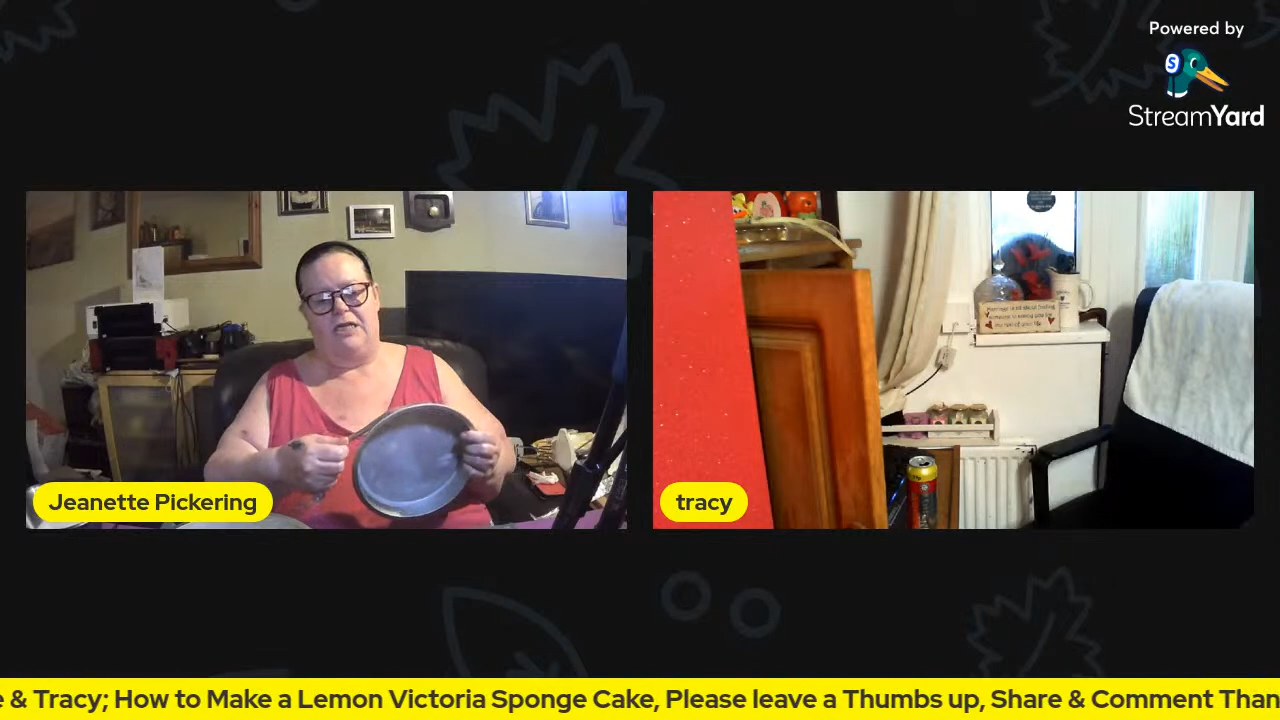 Powered by
S
StreamYard
Jeanette Pickering
tracy
e & Tracy; How to Make a Lemon Victoria Sponge Cake, Please leave a Thumbs up, Share & Comment Than